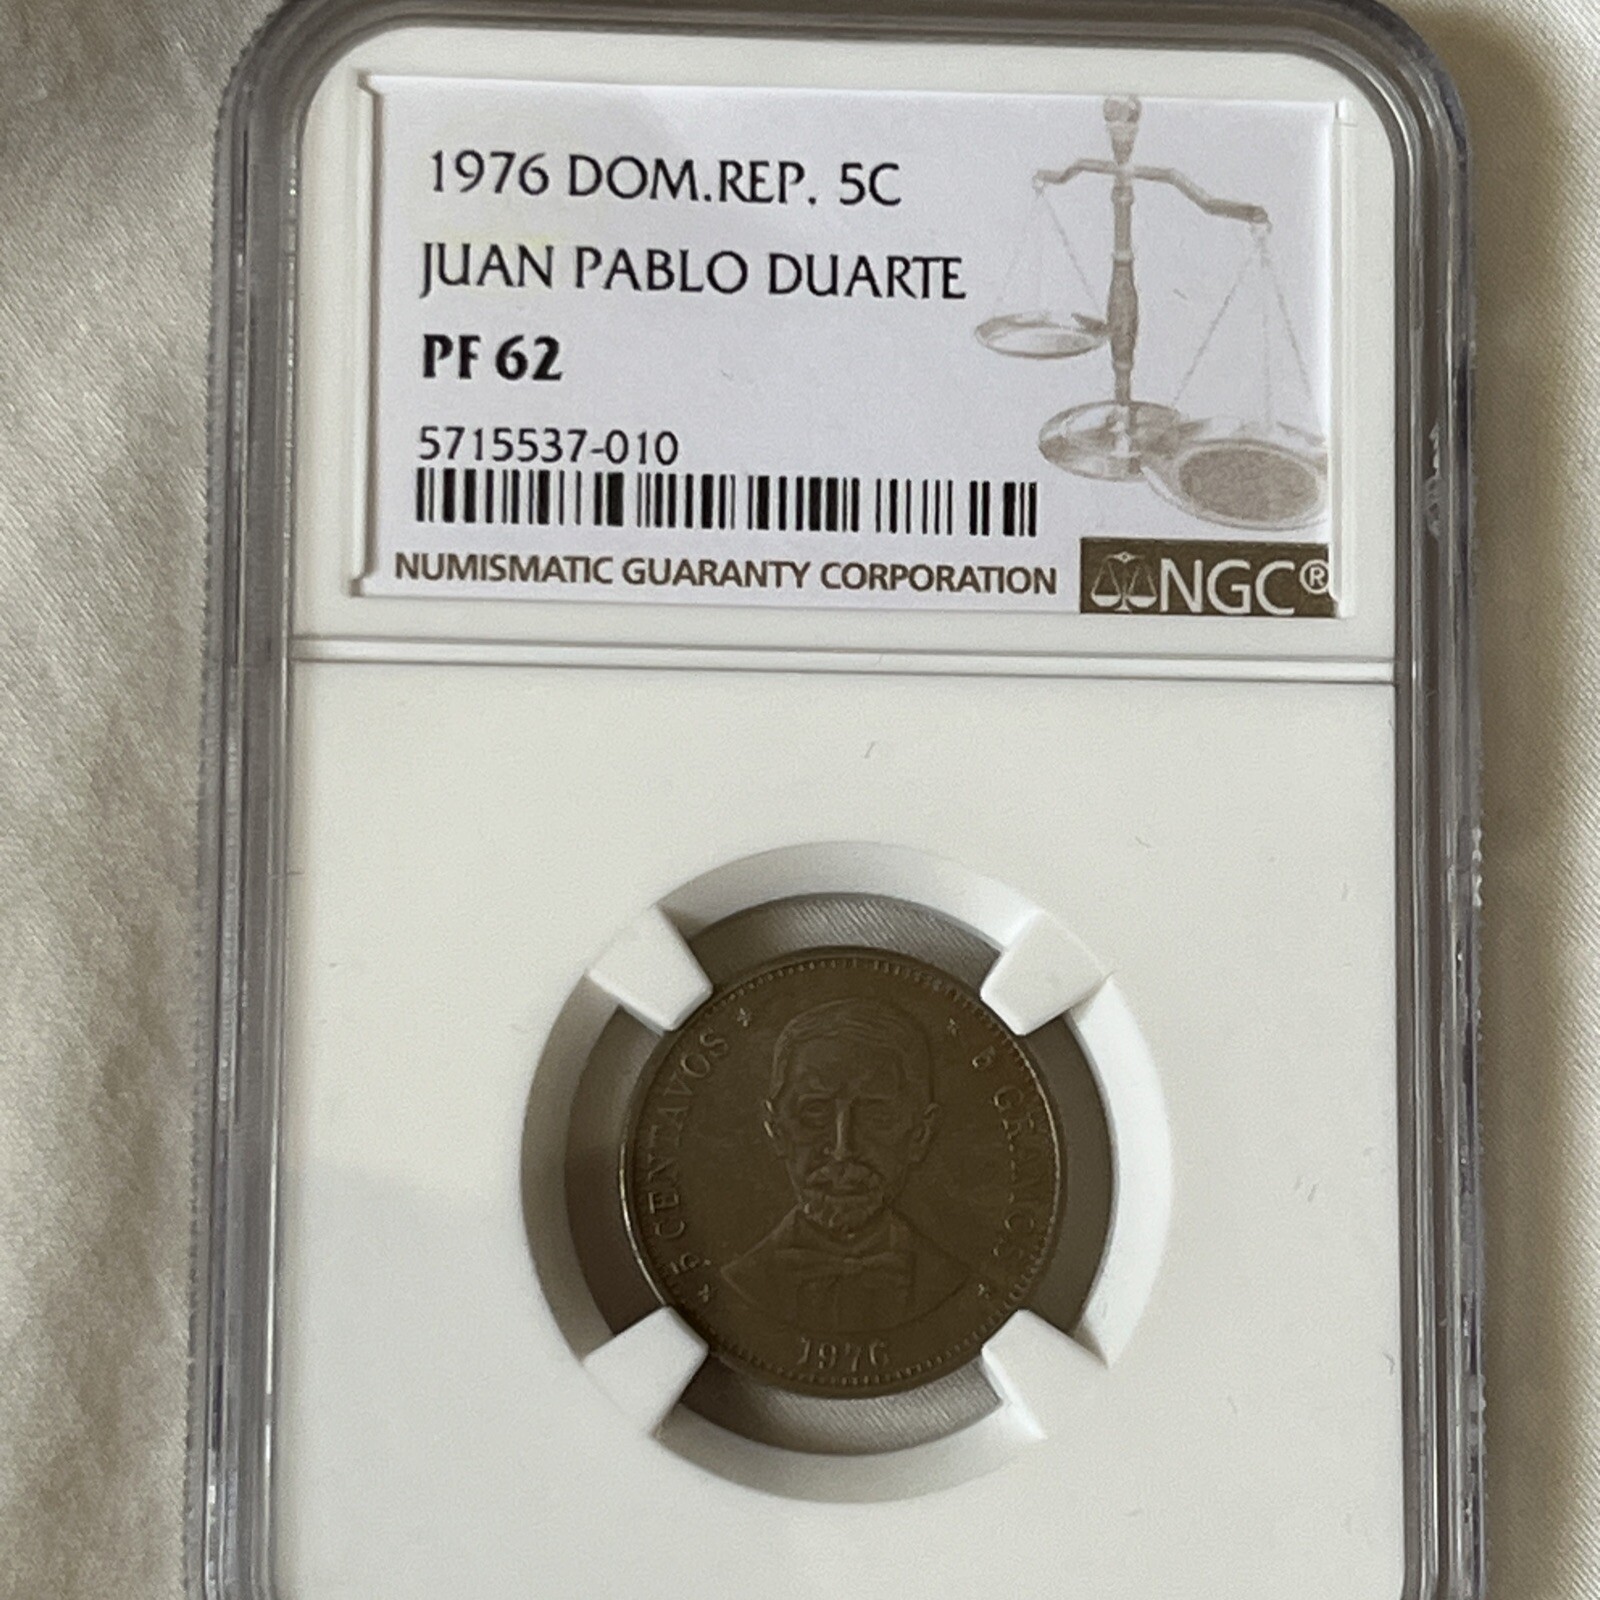 1976 DOM.REP. 5C
JUAN PABLO DUARTE
PF 62
5715537-010
NUMISMATIC GUARANTY CORPORATION
NGC®
5 CENTAVOS
5 GRAMOS
1976